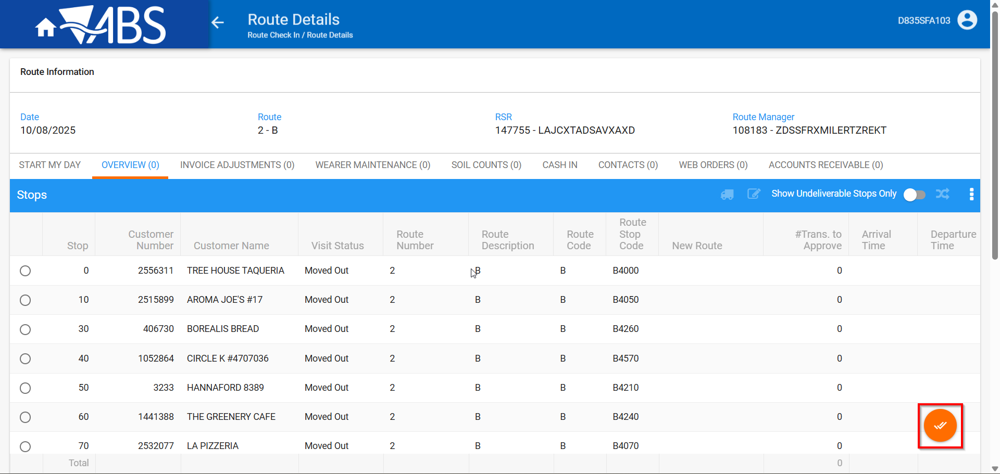 ABS
Route Details
Route Check In / Route Details
D835SFA103
Route Information
Date
10/08/2025
Route
2 - B
RSR
147755 - LAJCXTADSAVXAXD
Route Manager
108183 - ZDSSFRXMILERTZREKT
START MY DAY OVERVIEW (0) INVOICE ADJUSTMENTS (0) WEARER MAINTENANCE (0) SOIL COUNTS (0) CASH IN CONTACTS (0) WEB ORDERS (0) ACCOUNTS RECEIVABLE (0)
Stops Show Undeliverable Stops Only
Stop Customer Number Customer Name Visit Status Route Number Route Description Route Code Route Stop Code New Route #Trans. to Approve Arrival Time Departure Time
0 2556311 TREE HOUSE TAQUERIA Moved Out 2 B B B4000 0
10 2515899 AROMA JOE'S #17 Moved Out 2 B B B4050 0
30 406730 BOREALIS BREAD Moved Out 2 B B B4260 0
40 1052864 CIRCLE K #4707036 Moved Out 2 B B B4570 0
50 3233 HANNAFORD 8389 Moved Out 2 B B B4210 0
60 1441388 THE GREENERY CAFE Moved Out 2 B B B4240 0
70 2532077 LA PIZZERIA Moved Out 2 B B B4070 0
Total 0